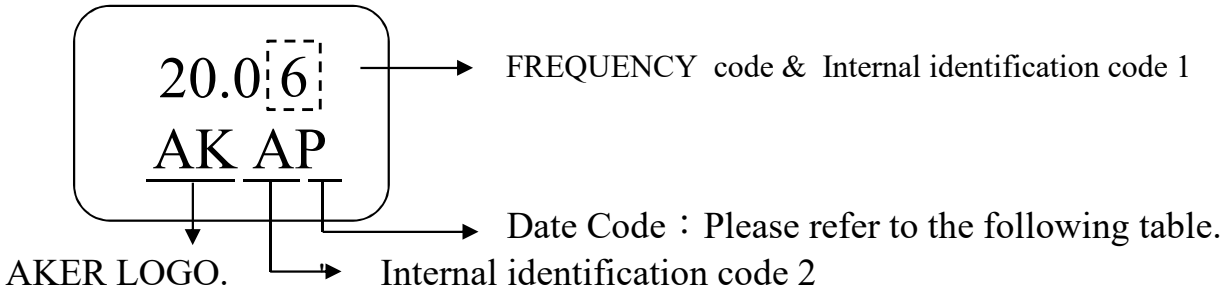 20.06
FREQUENCY code & Internal identification code 1
AK AP
Date Code：Please refer to the following table.
AKER LOGO.
Internal identification code 2